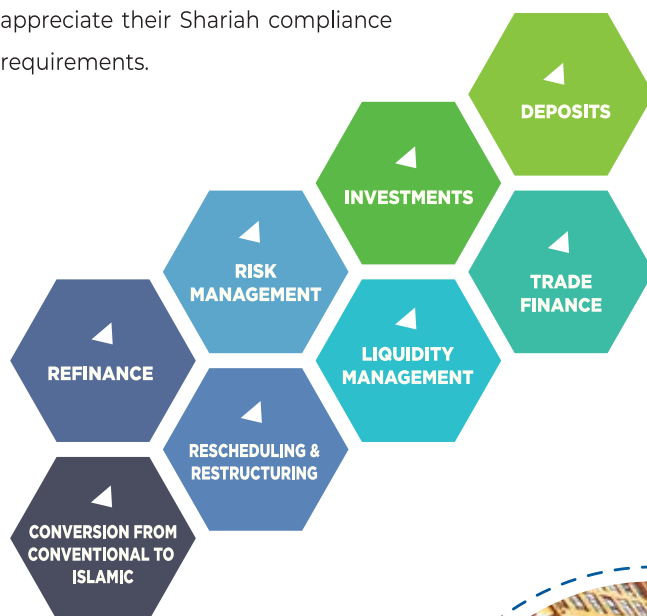 appreciate their Shariah compliance
requirements.
DEPOSITS
INVESTMENTS
RISK
MANAGEMENT
TRADE
FINANCE
REFINANCE
LIQUIDITY
MANAGEMENT
RESCHEDULING &
RESTRUCTURING
CONVERSION FROM
CONVENTIONAL TO
ISLAMIC